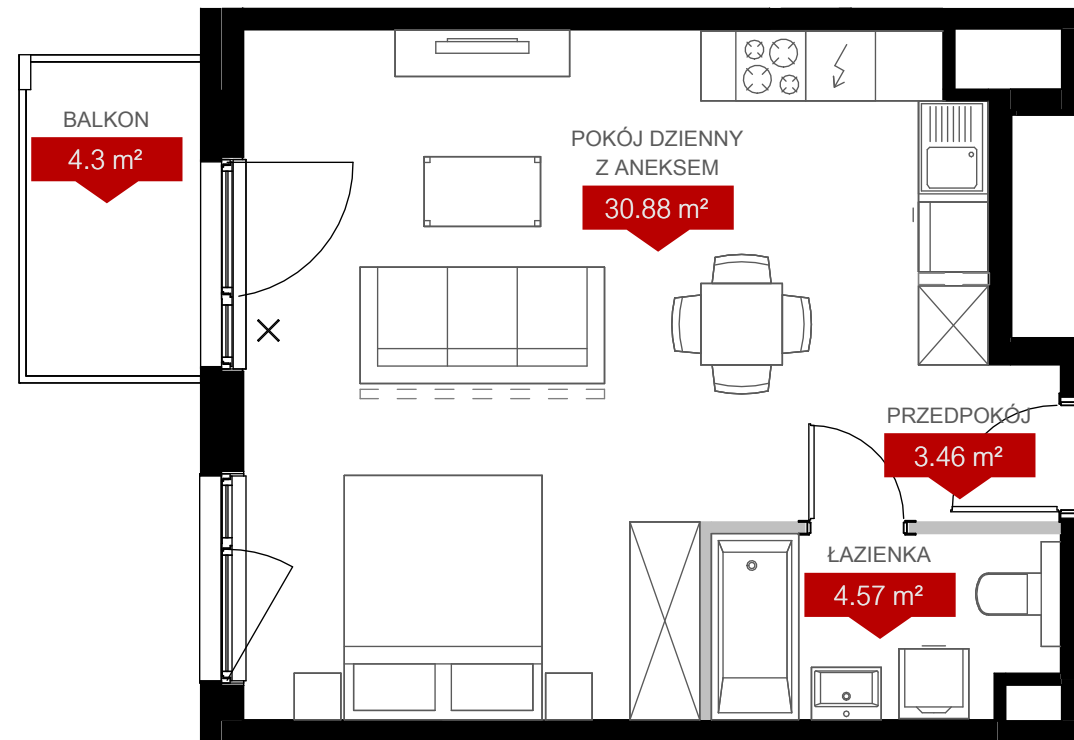 BALKON
4.3 m²
POKÓJ DZIENNY
Z ANEKSEM
30.88 m²
PRZEDPOKÓJ
3.46 m²
ŁAZIENKA
4.57 m²